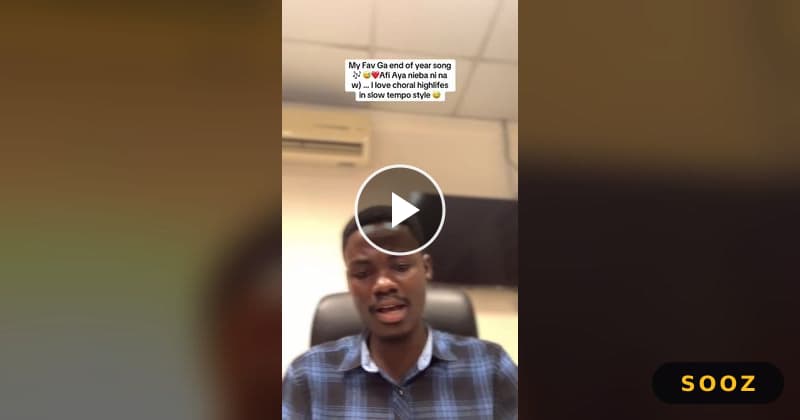 My Fav Ga end of year song
🎶 😅❤️Afi Aya nieba ni na
w) ... I love choral highlifes
in slow tempo style 😅
SOOZ